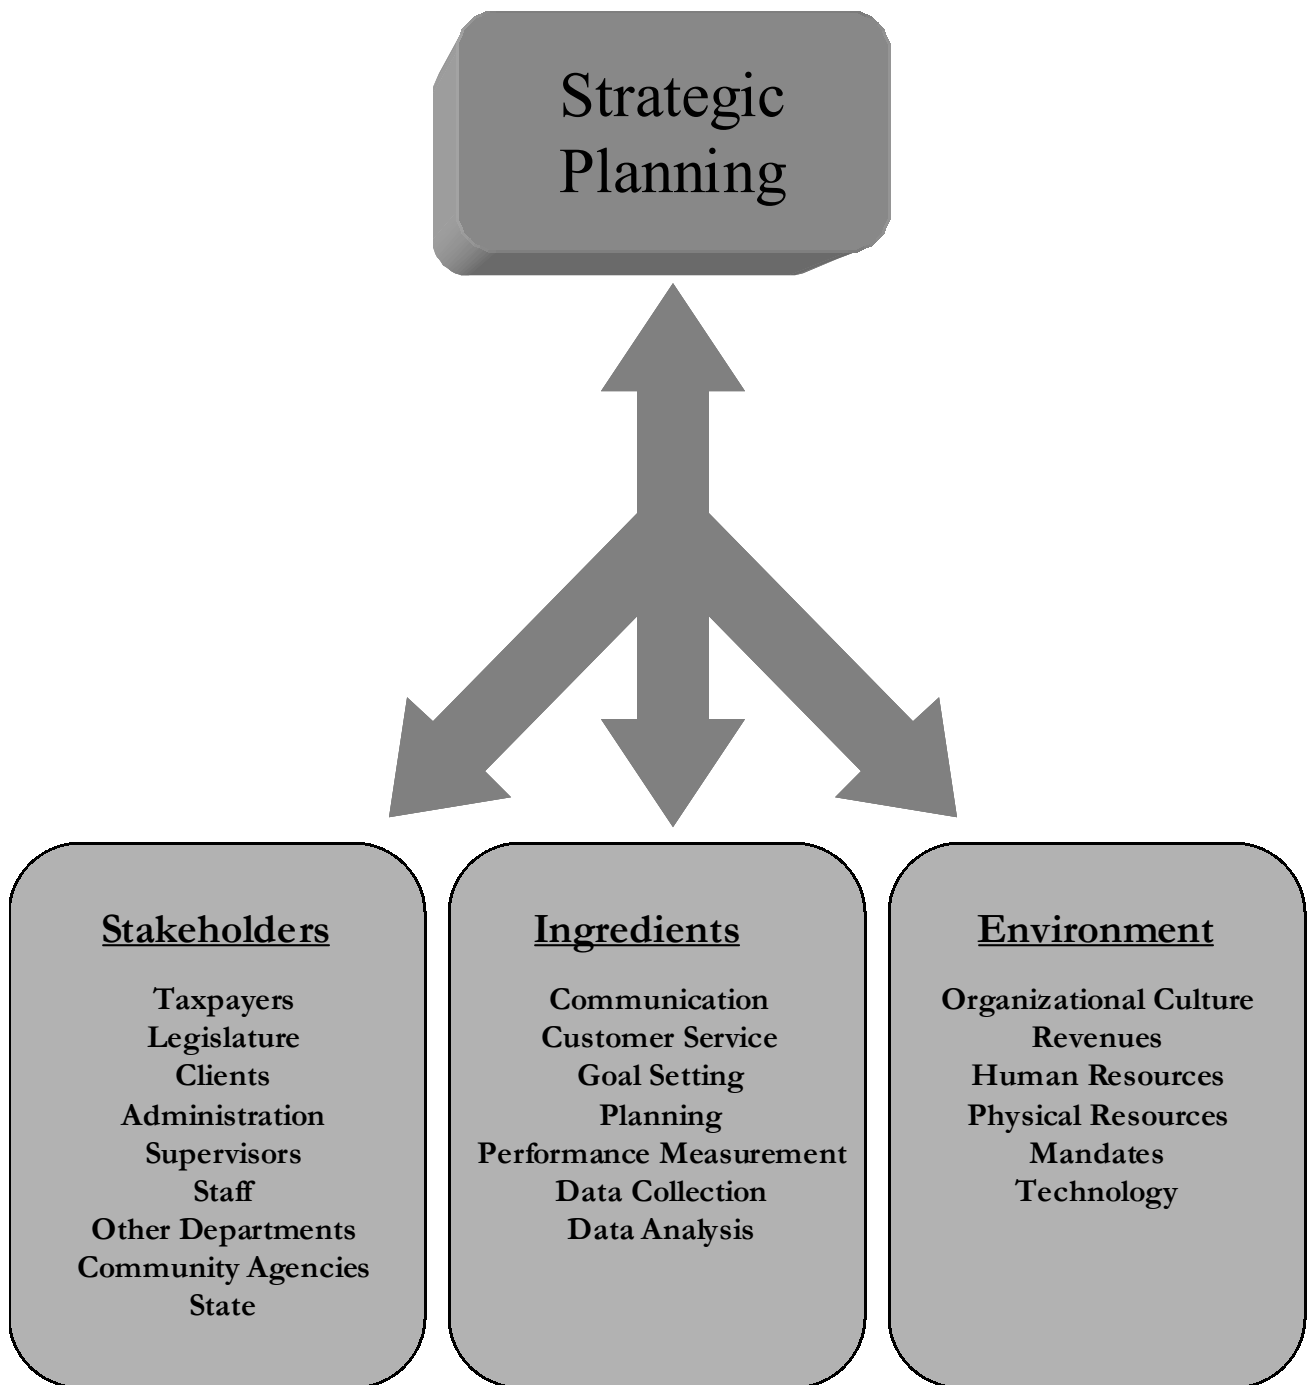 Strategic
Planning
Stakeholders
Taxpayers
Legislature
Clients
Administration
Supervisors
Staff
Other Departments
Community Agencies
State
Ingredients
Communication
Customer Service
Goal Setting
Planning
Performance Measurement
Data Collection
Data Analysis
Environment
Organizational Culture
Revenues
Human Resources
Physical Resources
Mandates
Technology